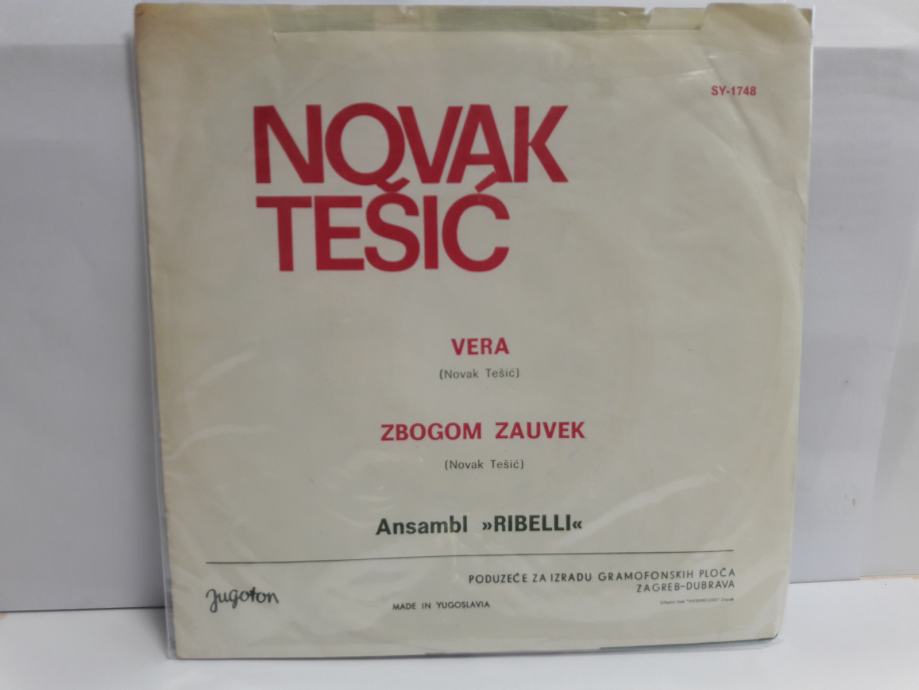 SY-1748
NOVAK
TEŠIĆ
VERA
(Novak Tešić)
ZBOGOM ZAUVEK
(Novak Tešić)
Ansambl »RIBELLI«
Jugoton
MADE IN YUGOSLAVIA
PODUZEĆE ZA IZRADU GRAMOFONSKIH PLOČA
ZAGREB-DUBRAVA